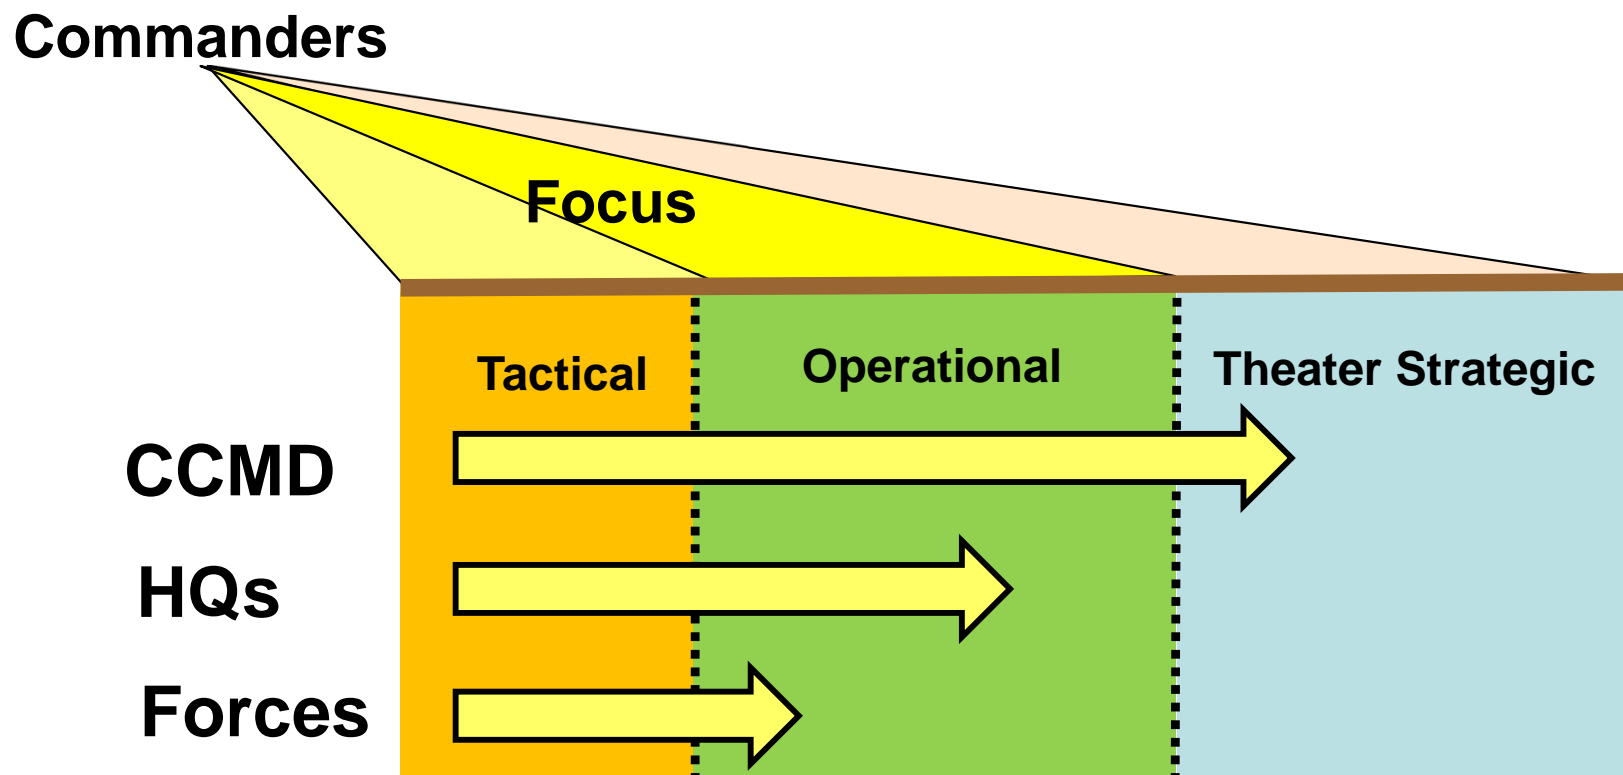 Commanders
Focus
Tactical
Operational
Theater Strategic
CCMD
HQs
Forces